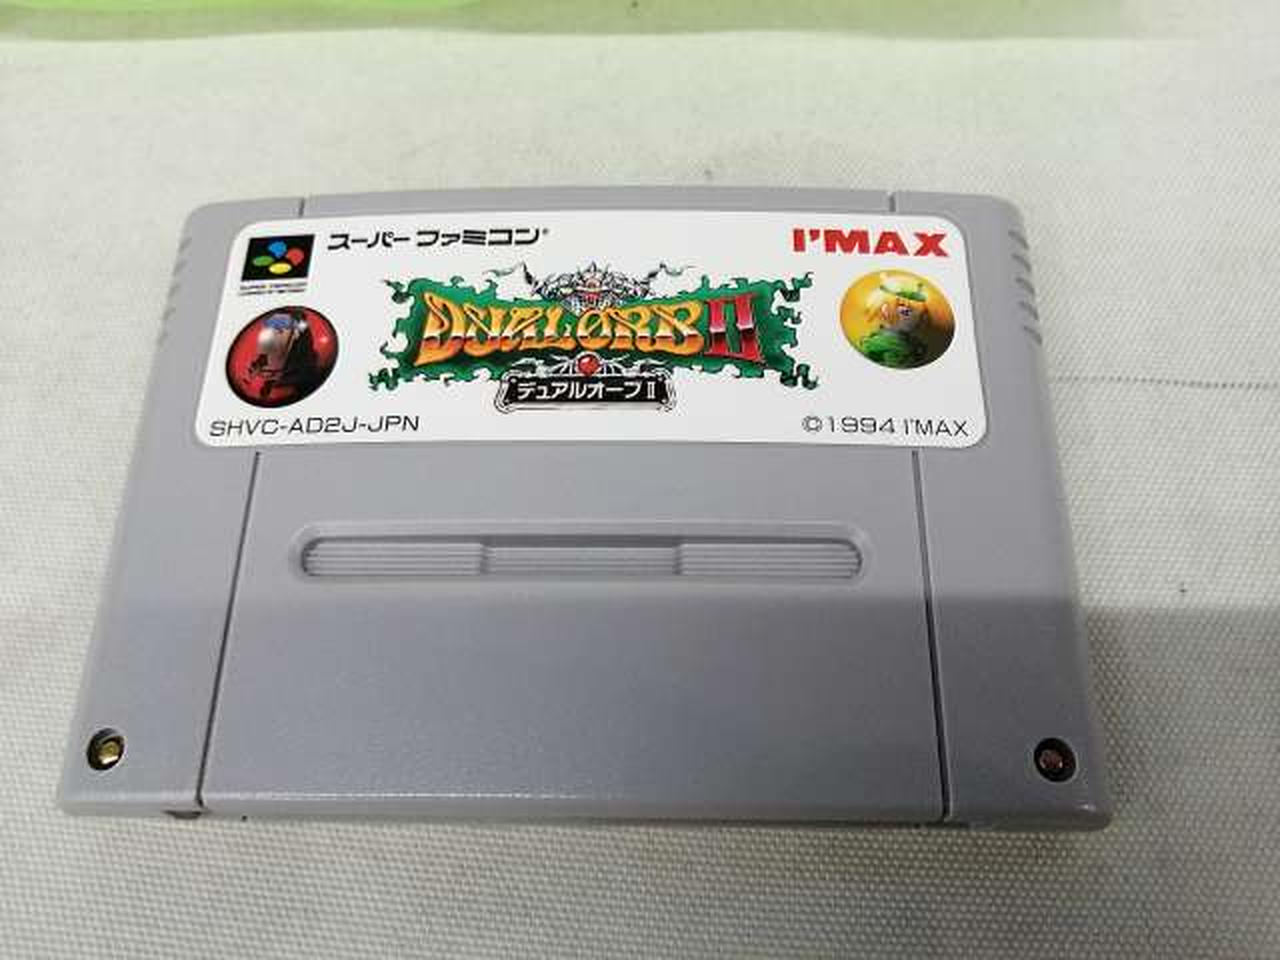 スーパーファミコン®
I'MAX
DUAL ORB II
デュアルオーブII
SHVC-AD2J-JPN
©1994 I'MAX